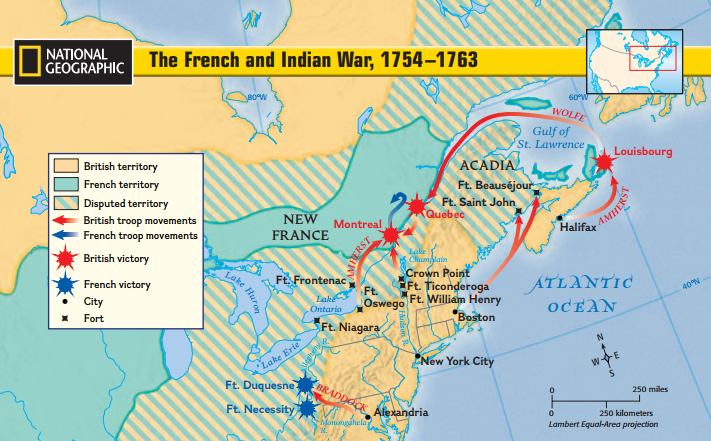 NATIONAL
GEOGRAPHIC
The French and Indian War, 1754–1763
80°W
60°W
WOLFE
Gulf of
St. Lawrence
Louisbourg
British territory
French territory
Disputed territory
British troop movements
French troop movements
British victory
French victory
City
Fort
ACADIA
Ft. Beauséjour
Ft. Saint John
AMHERST
Halifax
Quebec
NEW
FRANCE
Montreal
Lake
Champlain
AMHERST
Crown Point
Ft. Ticonderoga
Ft. William Henry
Ft. Frontenac
Ft.
Oswego
Lake Huron
Lake
Ontario
Hudson R.
Ft. Niagara
Boston
ATLANTIC
OCEAN
40°N
Lake Erie
New York City
Ft. Duquesne
BRADDOCK
Ft. Necessity
Monongahela
R.
Alexandria
N
W
E
S
0
250 miles
0
250 kilometers
Lambert Equal-Area projection